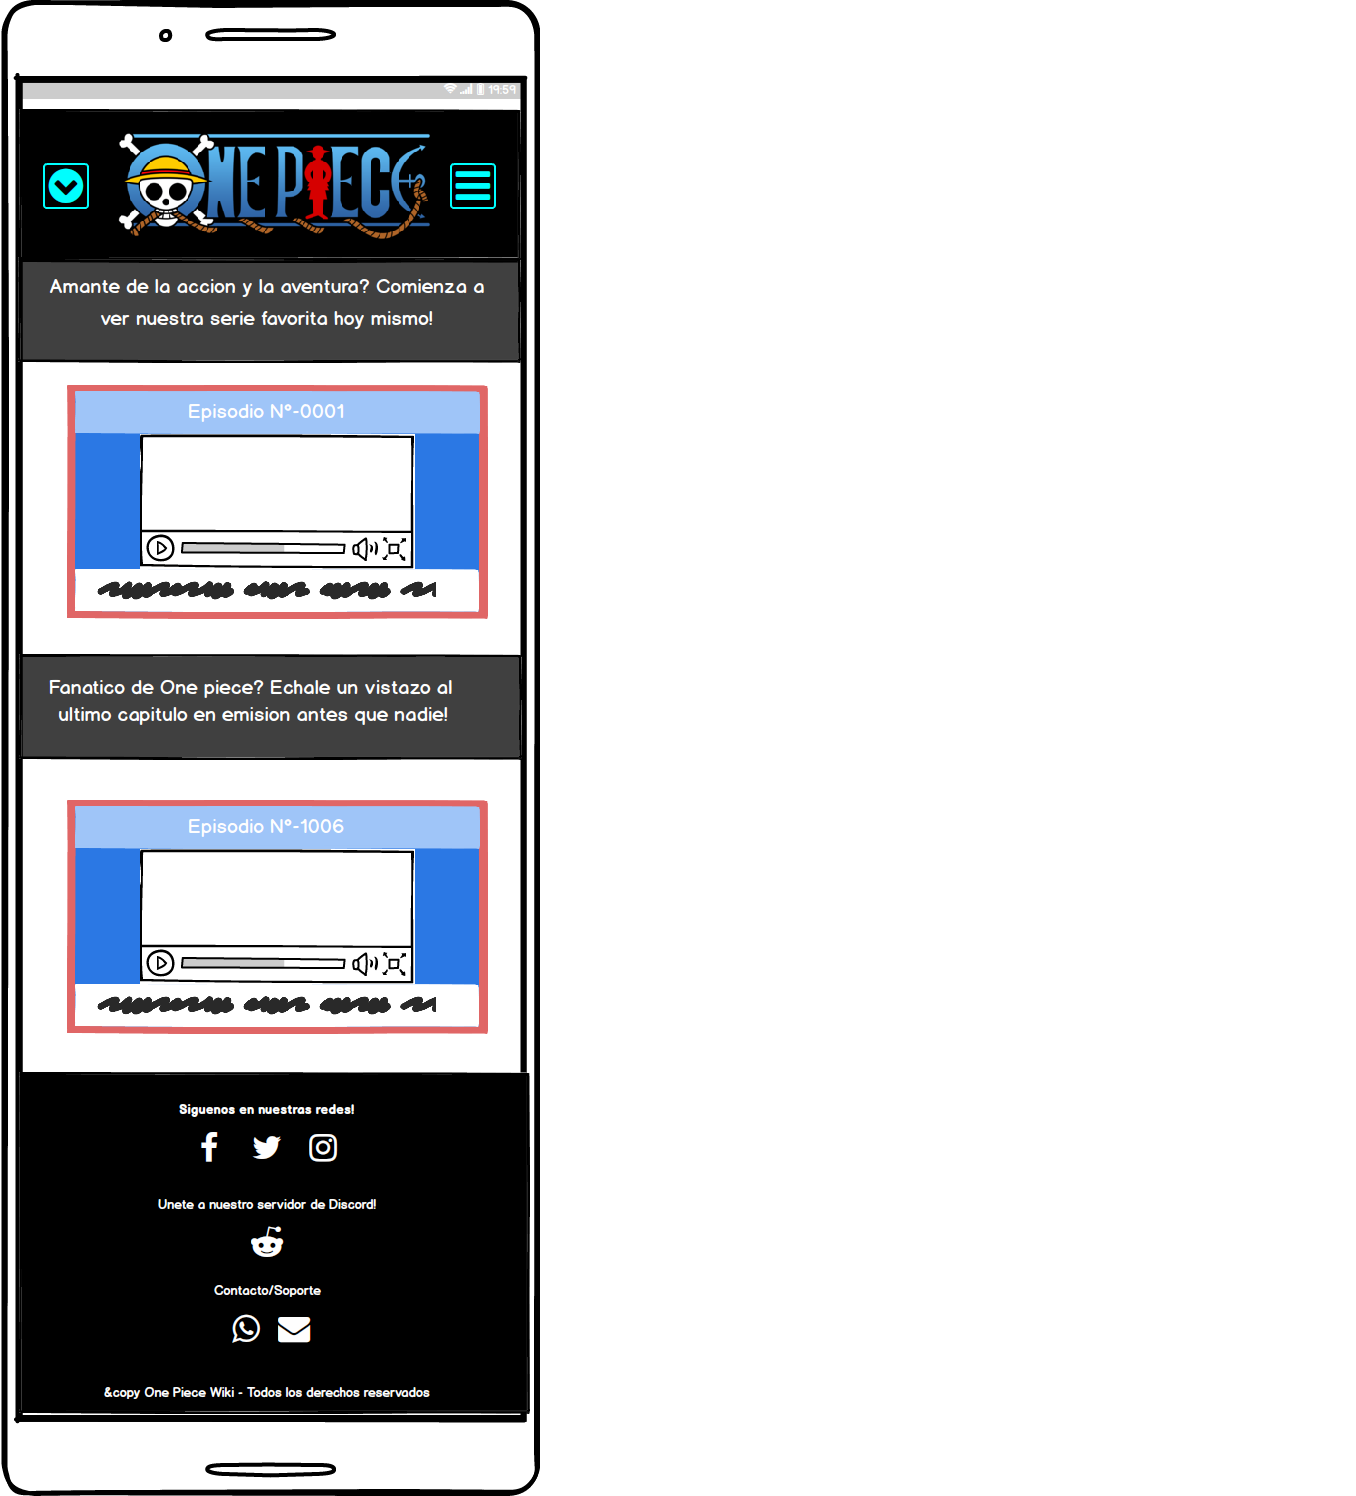 19:59
ONE PIECE
Amante de la accion y la aventura? Comienza a
ver nuestra serie favorita hoy mismo!
Episodio N°-0001
Fanatico de One piece? Echale un vistazo al
ultimo capitulo en emision antes que nadie!
Episodio N°-1006
Siguenos en nuestras redes!
Unete a nuestro servidor de Discord!
Contacto/Soporte
&copy One Piece Wiki - Todos los derechos reservados